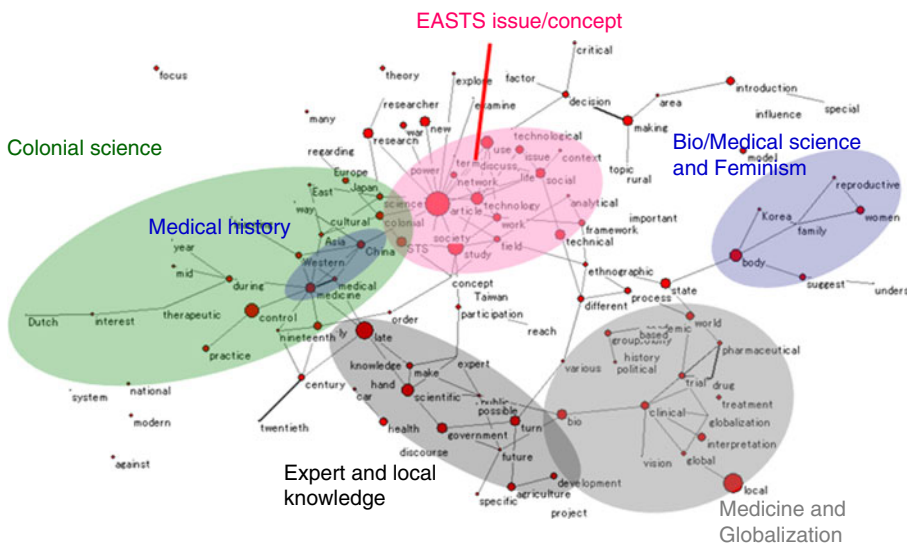 EASTS issue/concept
critical
focus
theory
explore
factor
introduction
area
special
examine
decision
influence
researcher
many
war
new
making
technological
research
use
issue
Colonial science
regarding
term
discuss
context
topic
model
Bio/Medical science
and Feminism
power
rural
Europe
network
life
social
East
Japan
reproductive
sciences
article
technology
analytical
way
cultural
colonial
work
important
Korea
women
Medical history
framework
family
society
Asia
STS
field
technical
year
Western
China
study
body
mid
ethnographic
during
medical
concept
state
suggest
unders
medicine
Taiwan
different
process
therapeutic
participation
Dutch
interest
control
order
world
reach
nineteenth
ly
late
based
pharmaceutical
practice
expert
history
various
political
knowledge
make
trial
drug
national
century
hand
specific
system
car
scientific
public
treatment
possible
clinical
modern
bio
globalization
twentieth
turn
health
government
interpretation
discourse
future
against
vision
global
Expert and local
knowledge
development
local
specific
agriculture
project
Medicine and
Globalization